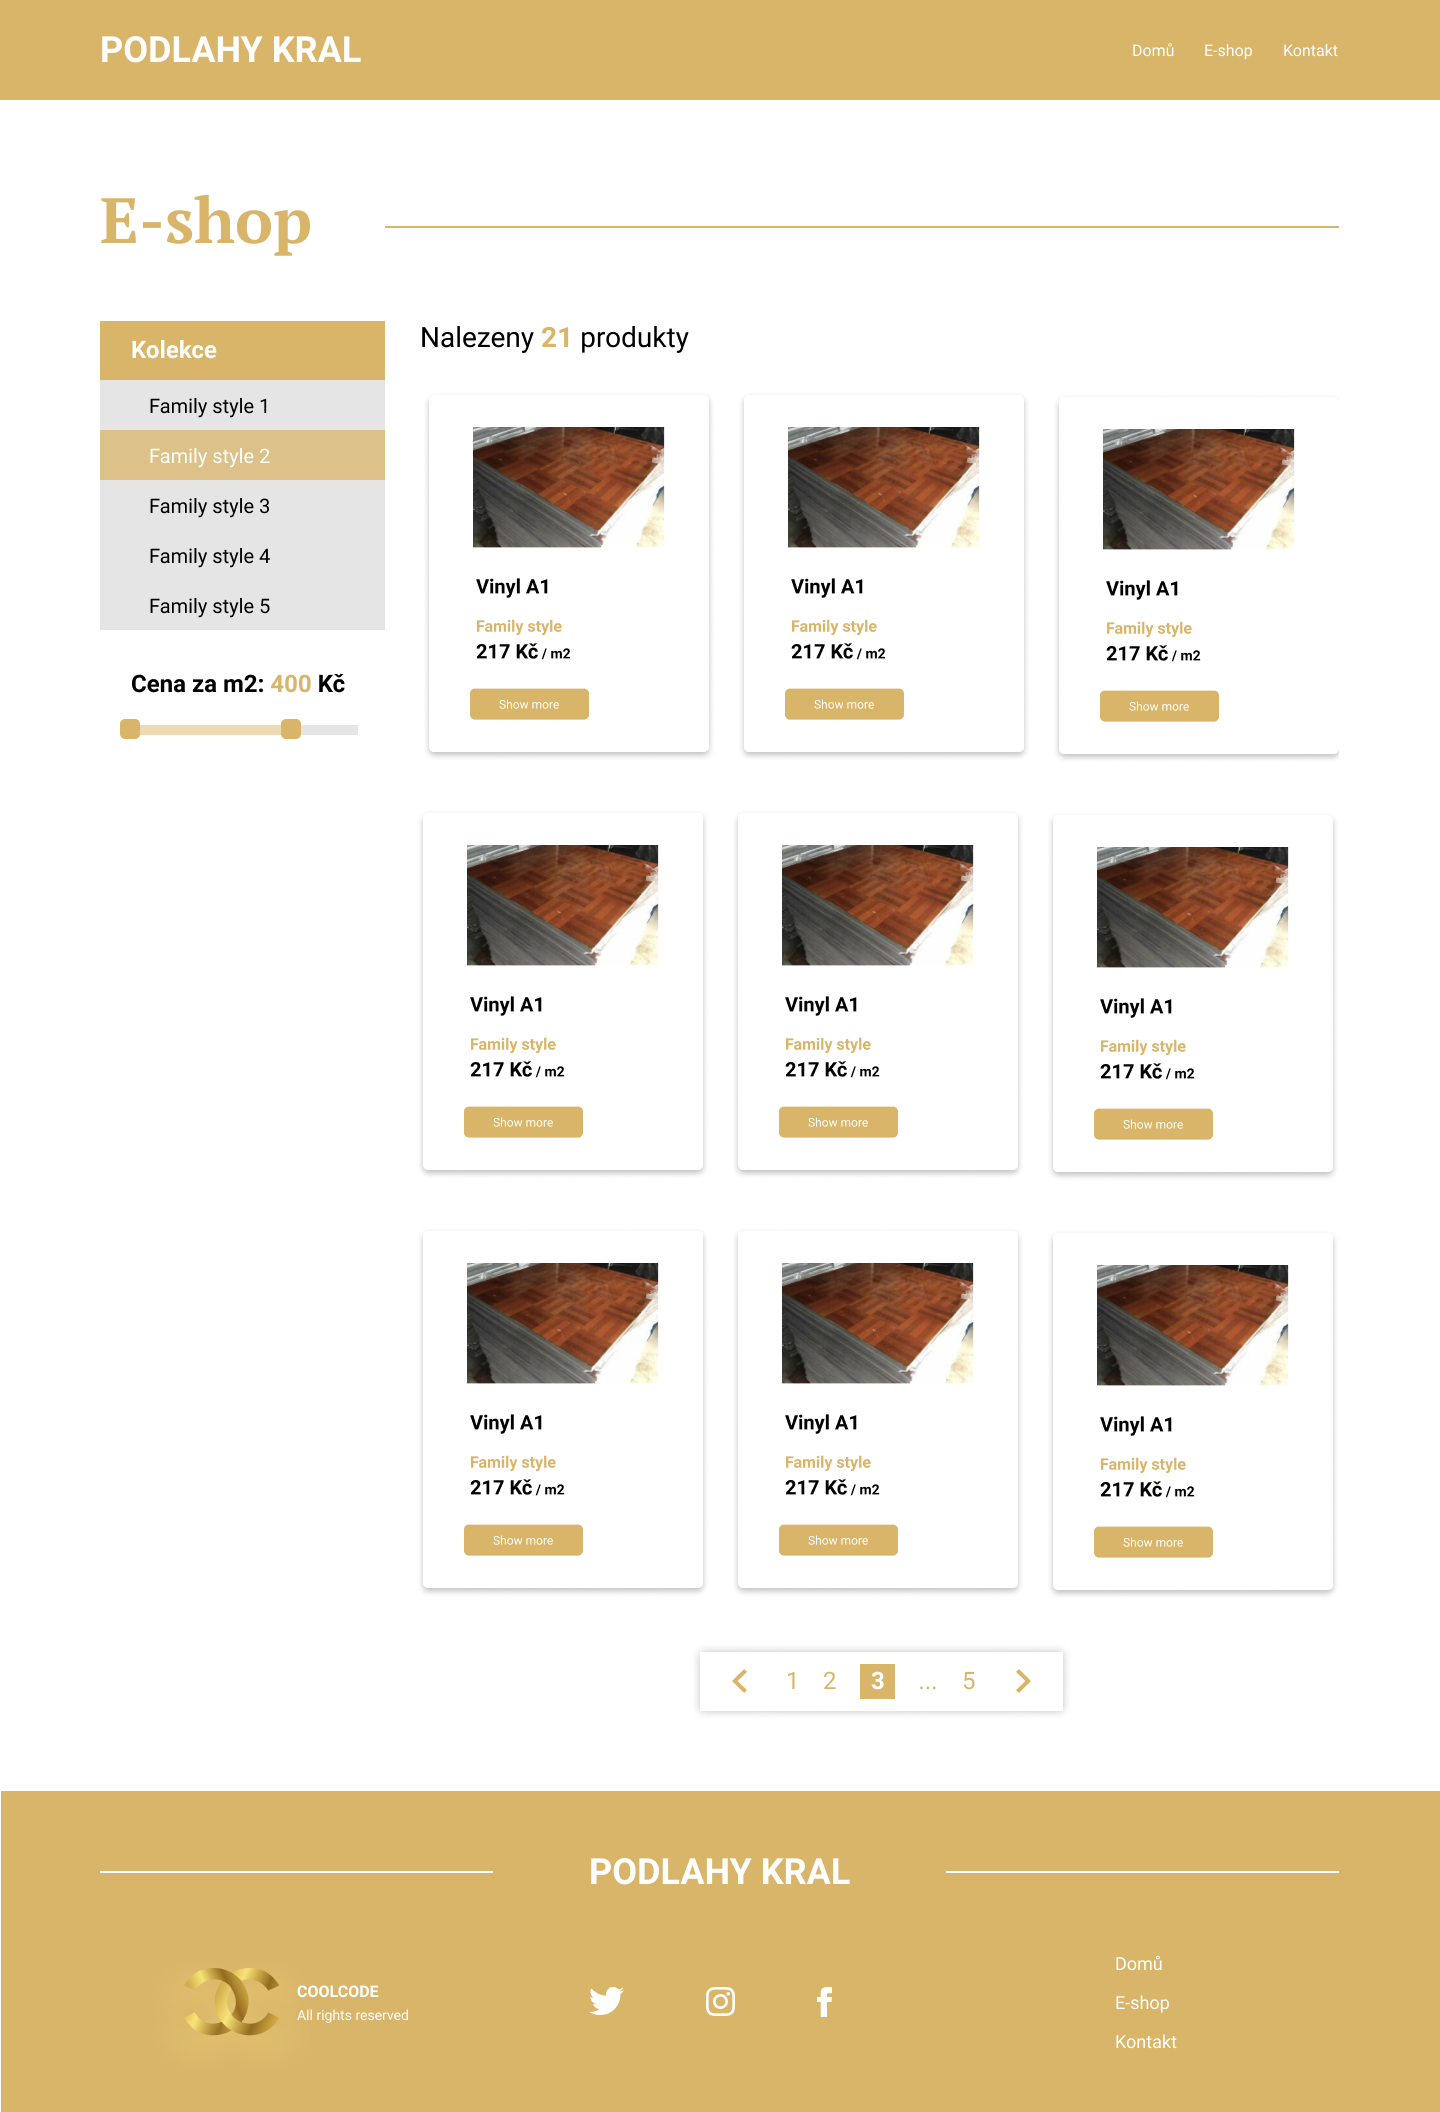 PODLAHY KRAL
Domů E-shop Kontakt
E-shop
Kolekce
Family style 1
Family style 2
Family style 3
Family style 4
Family style 5
Cena za m2: 400 Kč
Nalezeny 21 produkty
Vinyl A1
Family style
217 Kč / m2
Show more
Vinyl A1
Family style
217 Kč / m2
Show more
Vinyl A1
Family style
217 Kč / m2
Show more
Vinyl A1
Family style
217 Kč / m2
Show more
Vinyl A1
Family style
217 Kč / m2
Show more
Vinyl A1
Family style
217 Kč / m2
Show more
Vinyl A1
Family style
217 Kč / m2
Show more
Vinyl A1
Family style
217 Kč / m2
Show more
Vinyl A1
Family style
217 Kč / m2
Show more
1 2 3 ... 5
PODLAHY KRAL
COOLCODE
All rights reserved
Domů
E-shop
Kontakt